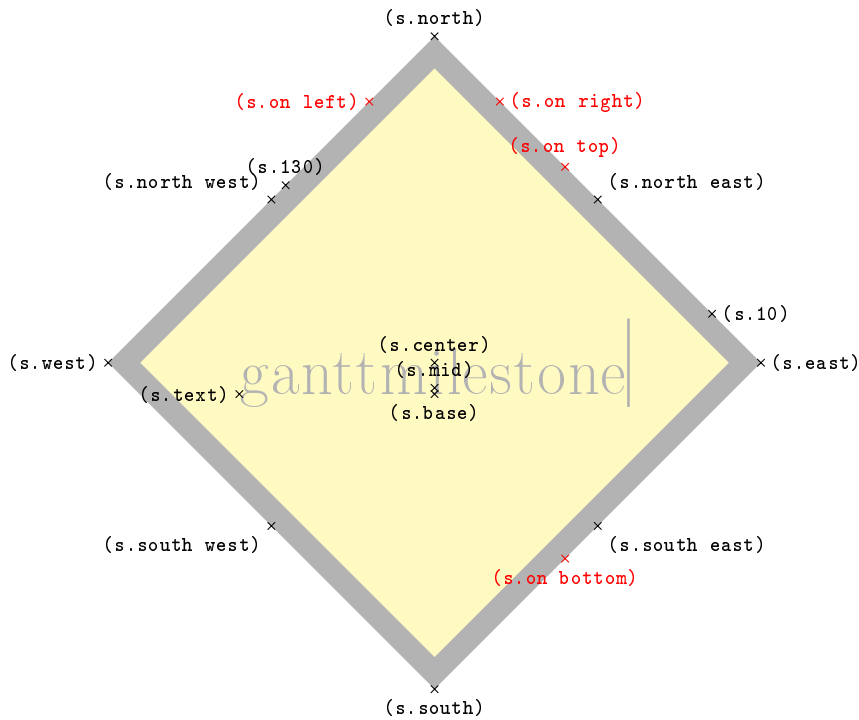 (s.north)
(s.on left)
(s.on right)
(s.on top)
(s.130)
(s.north west)
(s.north east)
(s.10)
(s.center)
(s.west)
(s.east)
(s.mid)
ganttmilestone
(s.text)
(s.base)
(s.south west)
(s.south east)
(s.on bottom)
(s.south)